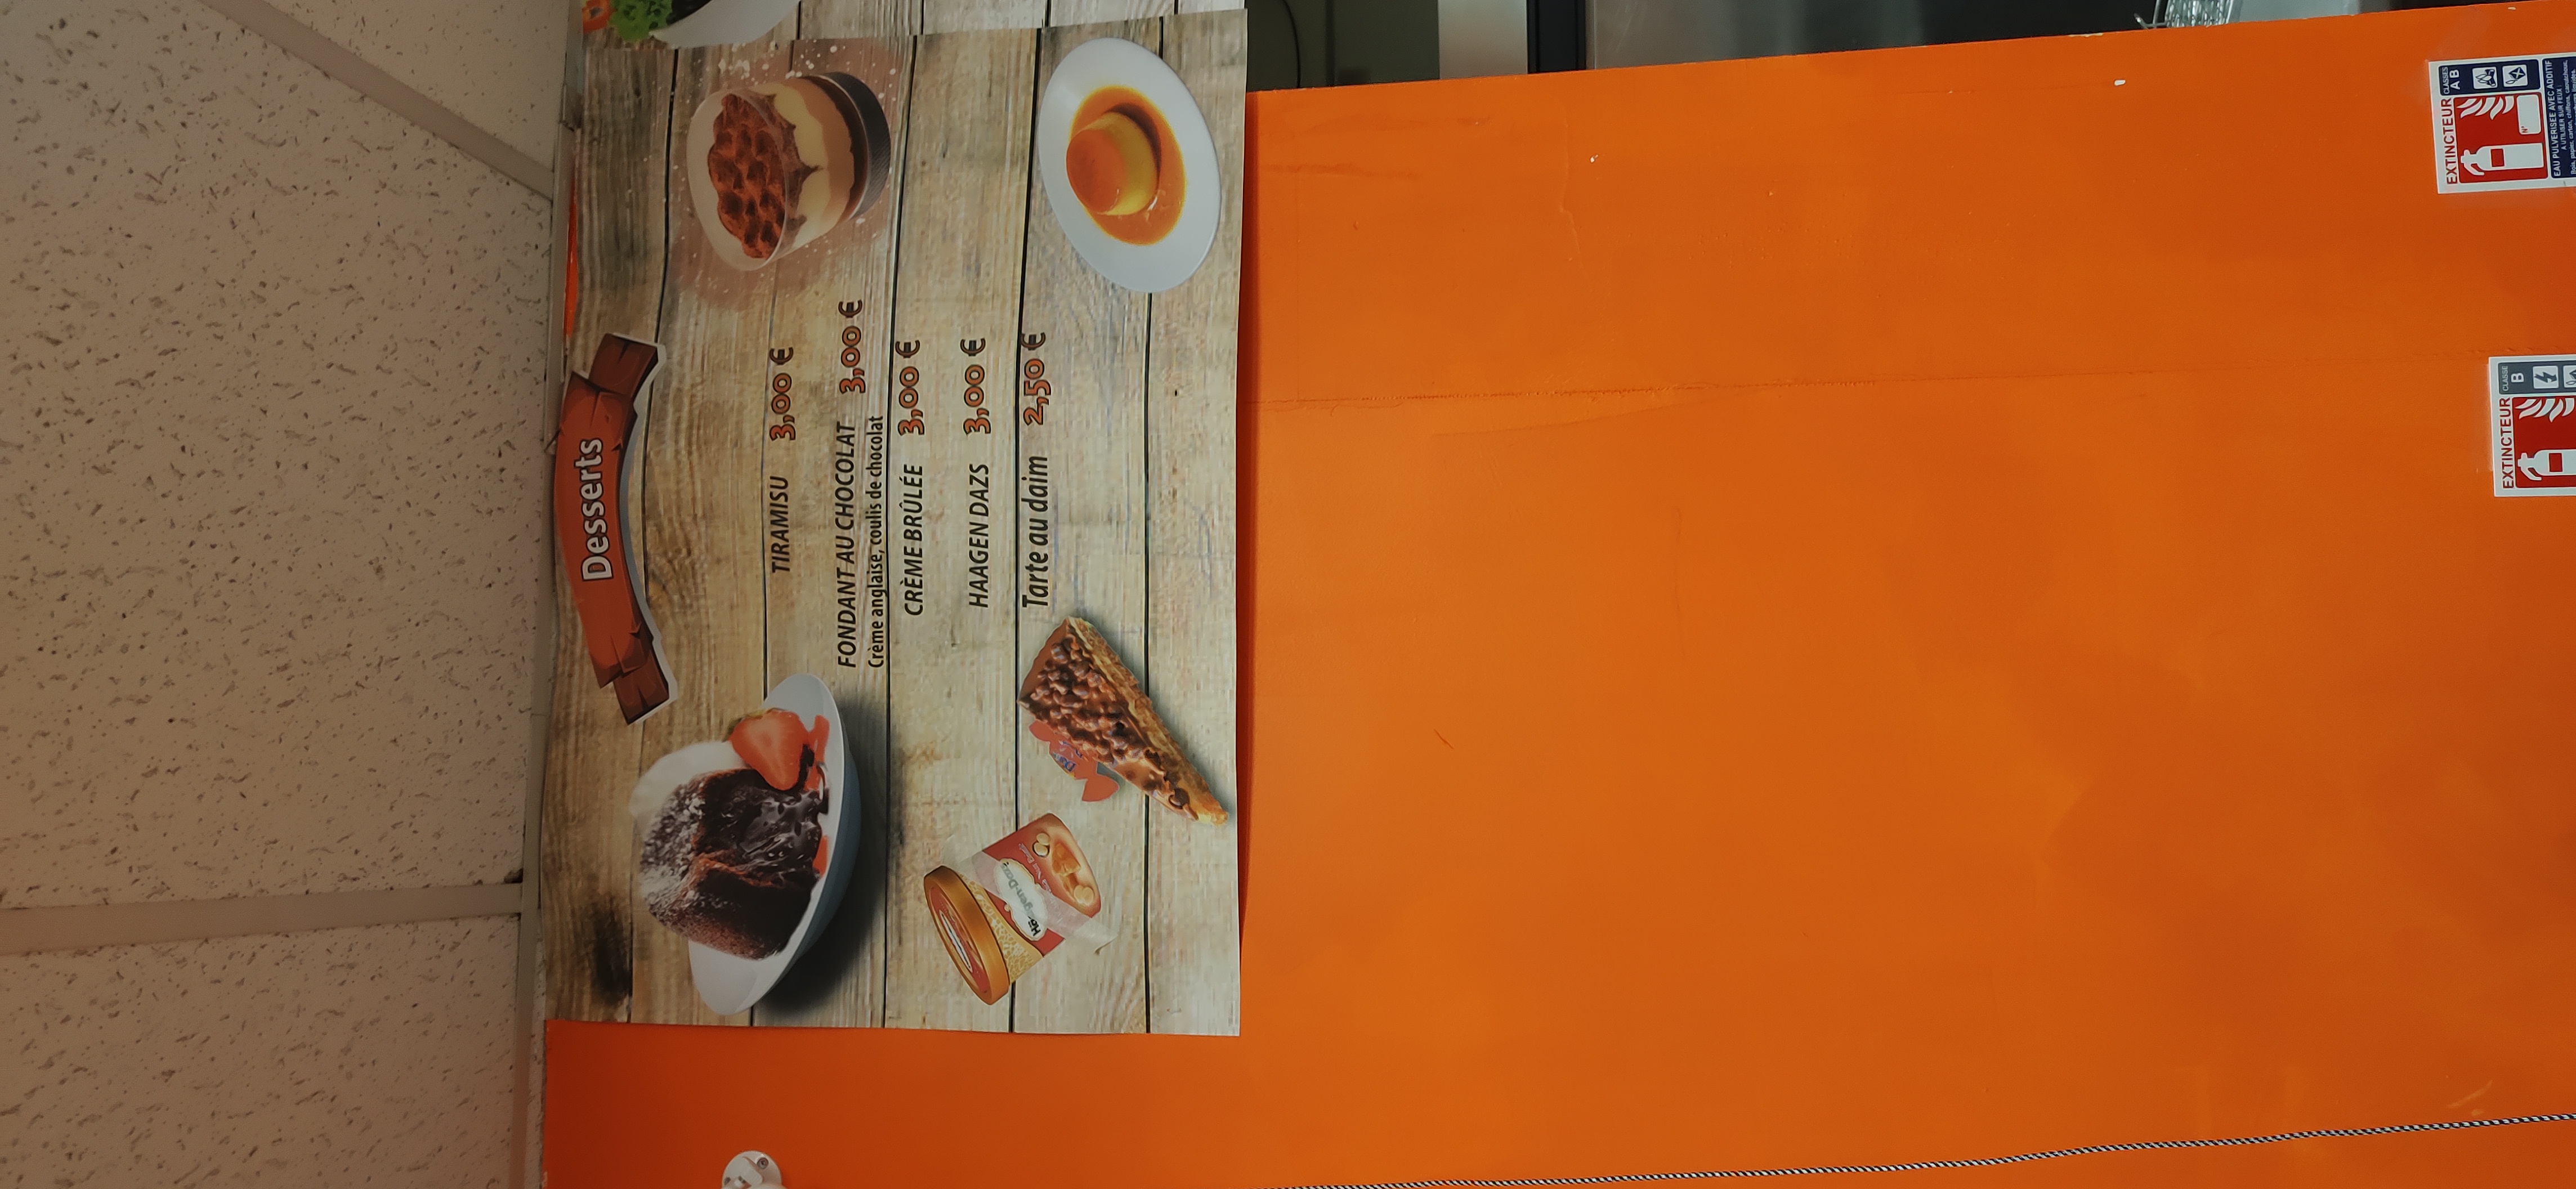 Desserts
TIRAMISU 3,00 €
FONDANT AU CHOCOLAT 3,00 €
Crème anglaise, coulis de chocolat
CRÈME BRÛLÉE 3,00 €
HAAGEN DAZS 3,00 €
Tarte au daim 2,50 €
Häagen-Dazs
EXTINCTEUR
CLASSES
A B
N°
EAU PULVERISEE AVEC ADDITIF
A UTILISER SUR FEUX :
Bois, papier, carton, chiffons, caoutchouc,
EXTINCTEUR
CLASSE
B